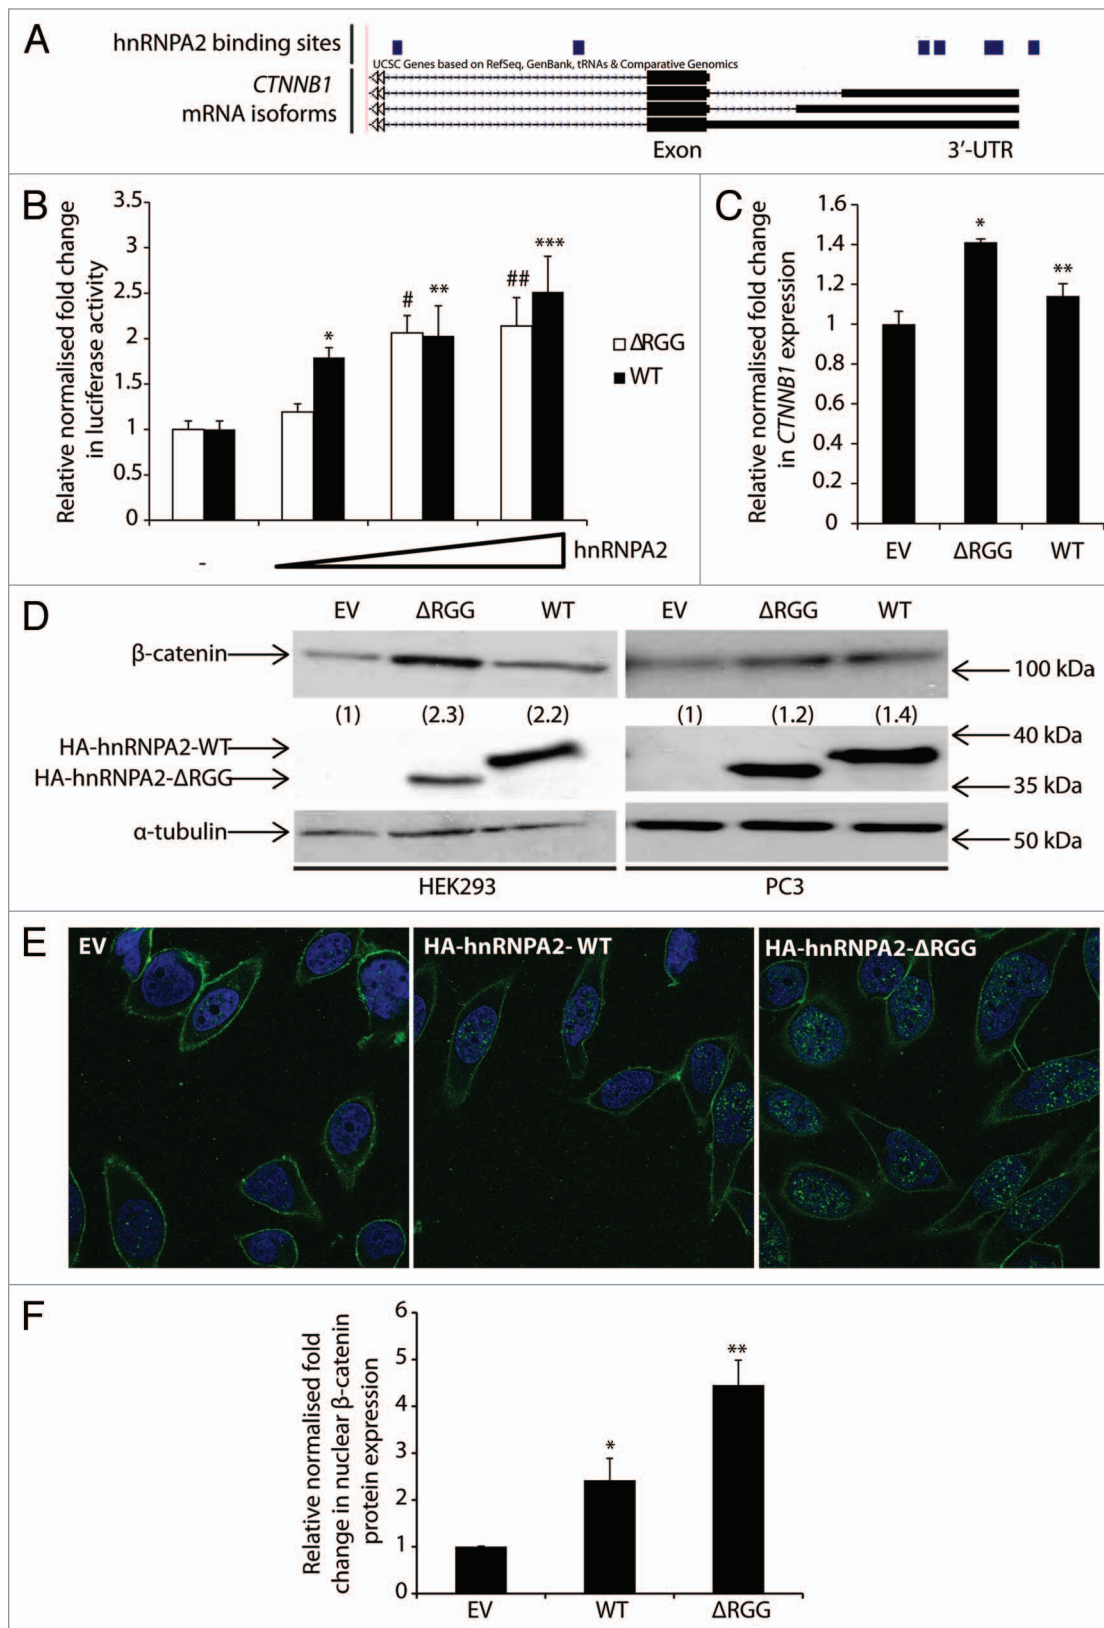 A
hnRNPA2 binding sites
UCSC Genes based on RefSeq, GenBank, tRNAs & Comparative Genomics
CTNNB1
mRNA isoforms
Exon
3'-UTR
B
Relative normalised fold change
in luciferase activity
3.5
3
2.5
2
1.5
1
0.5
0
*
#
**
##
***
ΔRGG
WT
-
hnRNPA2
C
Relative normalised fold change
in CTNNB1 expression
1.6
1.4
1.2
1
0.8
0.6
0.4
0.2
0
*
**
EV
ΔRGG
WT
D
EV
ΔRGG
WT
EV
ΔRGG
WT
β-catenin
100 kDa
(1)
(2.3)
(2.2)
(1)
(1.2)
(1.4)
HA-hnRNPA2-WT
40 kDa
HA-hnRNPA2-ΔRGG
35 kDa
α-tubulin
50 kDa
HEK293
PC3
E
EV
HA-hnRNPA2- WT
HA-hnRNPA2-ΔRGG
F
Relative normalised fold
change in nuclear β-catenin
protein expression
6
5
4
3
2
1
0
*
**
EV
WT
ΔRGG